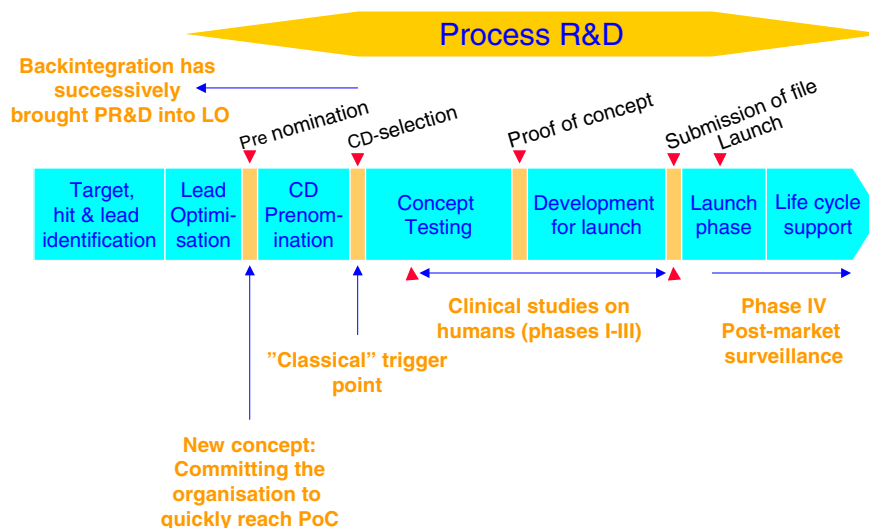 Process R&D
Backintegration has
successively
brought PR&D into LO
Pre nomination
CD-selection
Proof of concept
Submission of file
Launch
Target,
hit & lead
identification
Lead
Optimi-
sation
CD
Prenom-
ination
Concept
Testing
Development
for launch
Launch
phase
Life cycle
support
Clinical studies on
humans (phases I-III)
Phase IV
Post-market
surveillance
”Classical” trigger
point
New concept:
Committing the
organisation to
quickly reach PoC